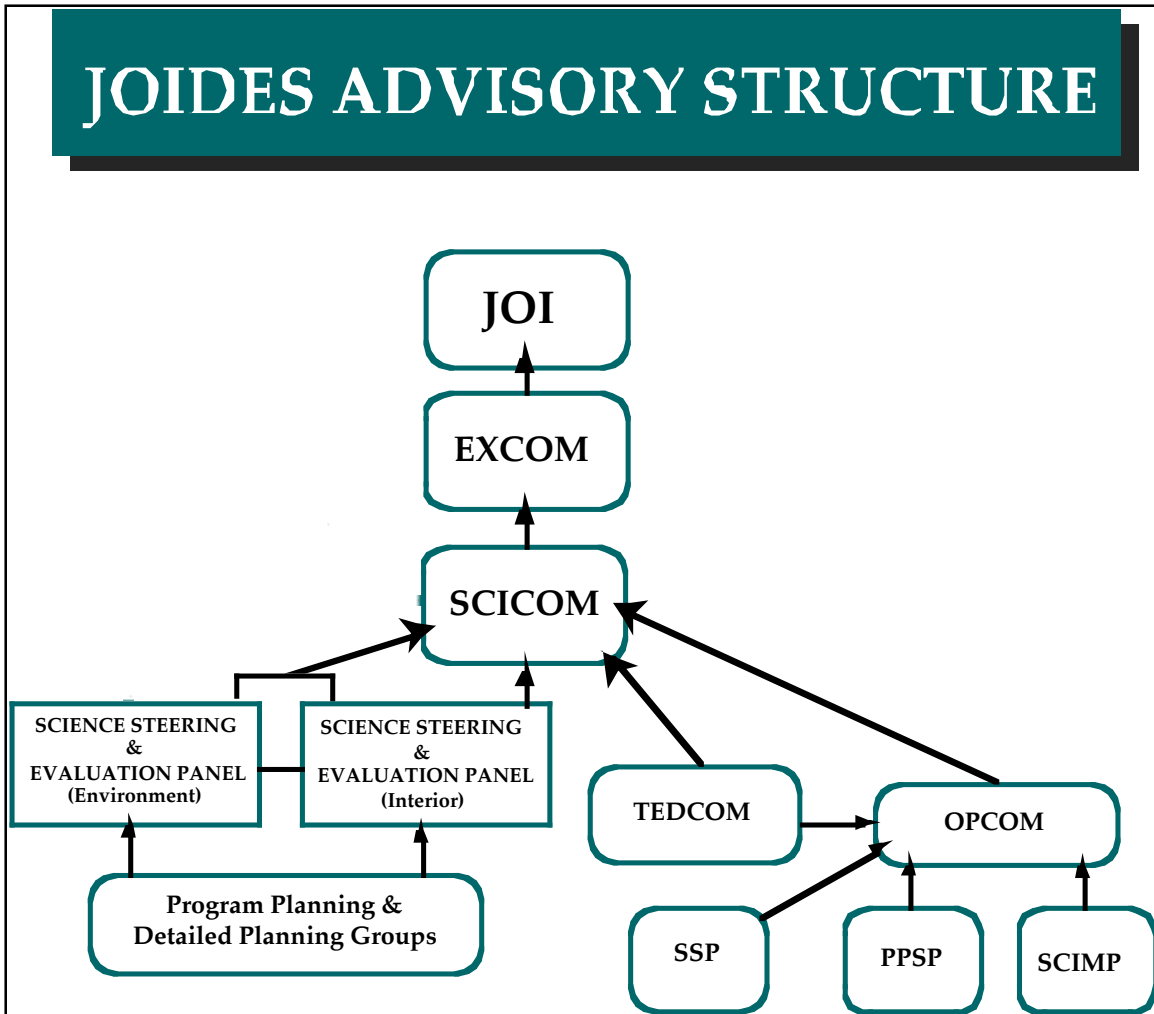 JOIDES ADVISORY STRUCTURE
JOI
EXCOM
SCICOM
SCIENCE STEERING
&
EVALUATION PANEL
(Environment)
SCIENCE STEERING
&
EVALUATION PANEL
(Interior)
TEDCOM
OPCOM
Program Planning &
Detailed Planning Groups
SSP
PPSP
SCIMP